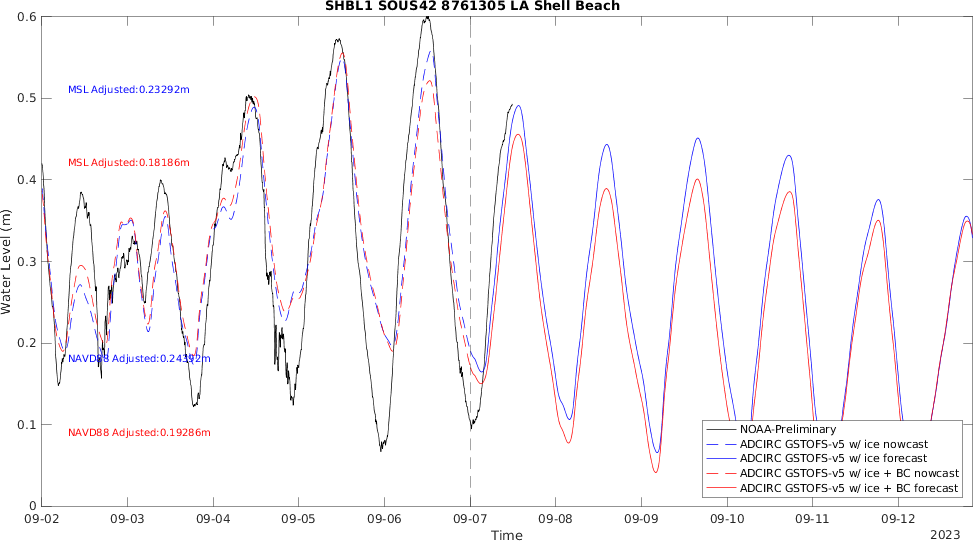 SHBL1 SOUS42 8761305 LA Shell Beach
0.6
0.5
0.4
0.3
0.2
0.1
0
Water Level (m)
MSL Adjusted:0.23292m
MSL Adjusted:0.18186m
NAVD88 Adjusted:0.24392m
NAVD88 Adjusted:0.19286m
NOAA-Preliminary
ADCIRC GSTOFS-v5 w/ ice nowcast
ADCIRC GSTOFS-v5 w/ ice forecast
ADCIRC GSTOFS-v5 w/ ice + BC nowcast
ADCIRC GSTOFS-v5 w/ ice + BC forecast
09-02 09-03 09-04 09-05 09-06 09-07 09-08 09-09 09-10 09-11 09-12
Time
2023